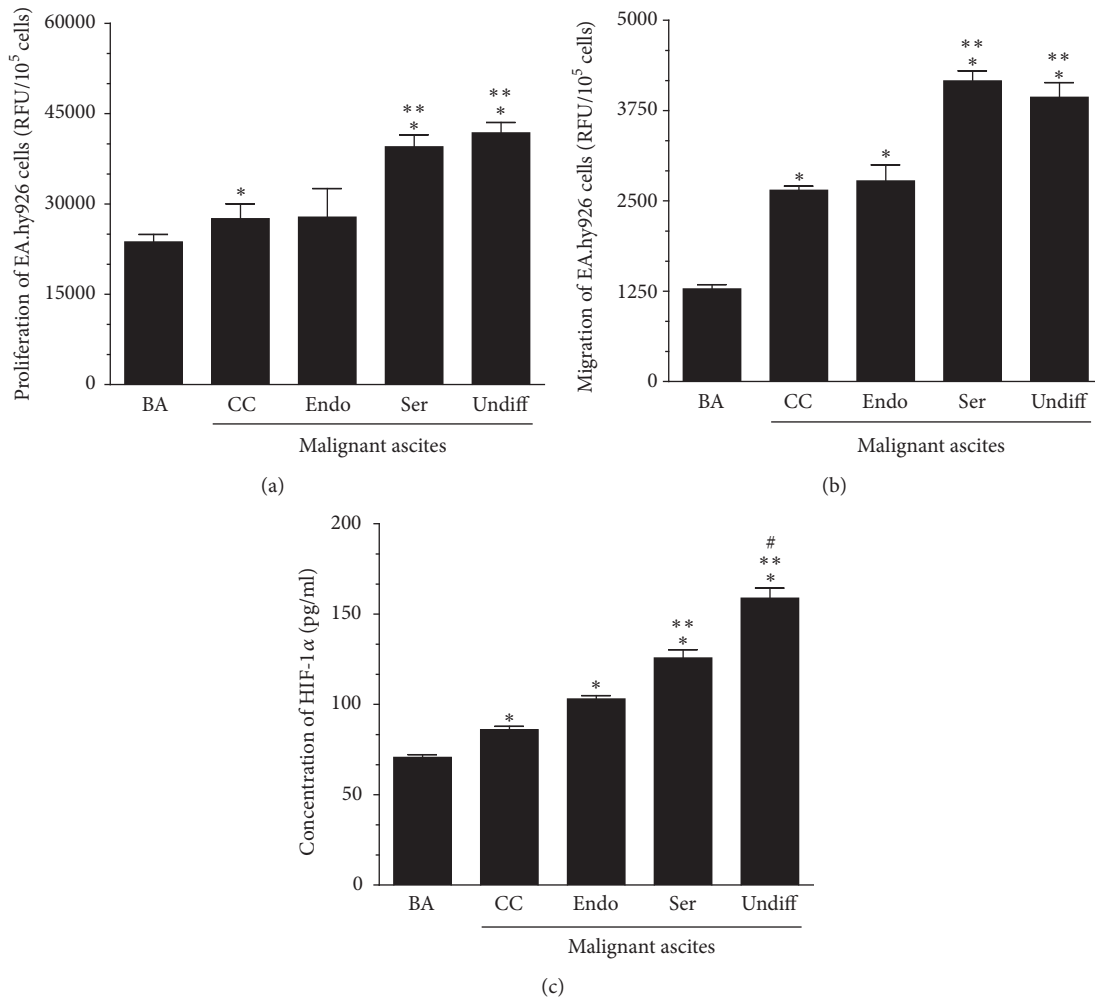 Proliferation of EA.hy926 cells (RFU/10⁵ cells)
60000
45000
30000
15000
0
**
*
**
*
*
BA CC Endo Ser Undiff
Malignant ascites
(a)
Migration of EA.hy926 cells (RFU/10⁵ cells)
5000
3750
2500
1250
0
**
*
**
*
*
*
BA CC Endo Ser Undiff
Malignant ascites
(b)
Concentration of HIF-1α (pg/ml)
200
150
100
50
0
#
**
*
**
*
*
*
BA CC Endo Ser Undiff
Malignant ascites
(c)